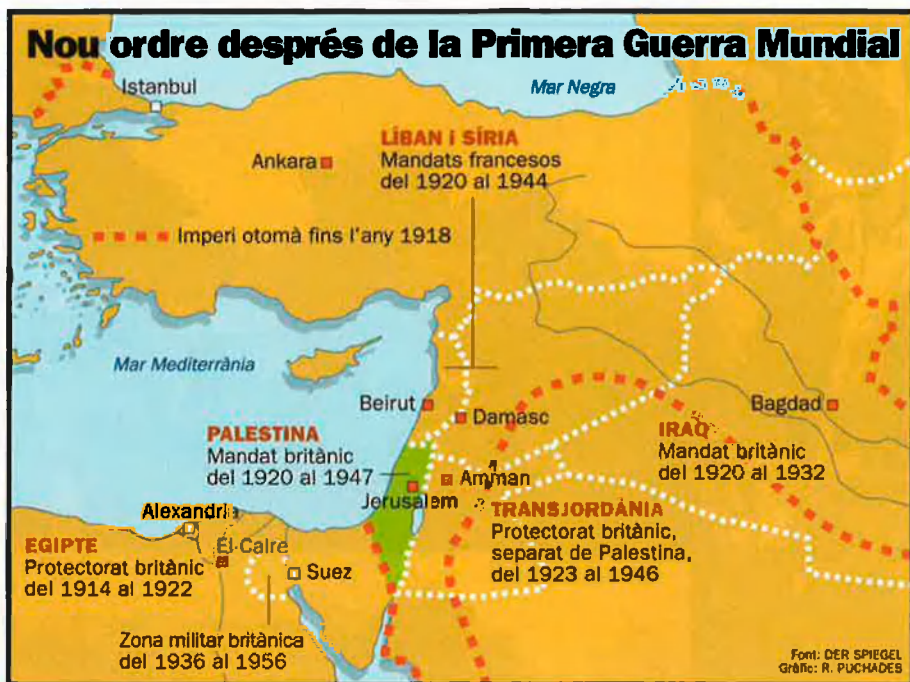 Nou ordre després de la Primera Guerra Mundial
Istanbul
Mar Negra
LÍBAN I SÍRIA
Mandats francesos
del 1920 al 1944
Ankara
Imperi otomà fins l'any 1918
Mar Mediterrània
Beirut
Damasc
Bagdad
PALESTINA
Mandat britànic
del 1920 al 1947
IRAQ
Mandat britànic
del 1920 al 1932
Amman
Jerusalem
Alexandria
TRANSJORDÀNIA
Protectorat britànic,
separat de Palestina,
del 1923 al 1946
EGIPTE
Protectorat britànic
del 1914 al 1922
El Caire
Suez
Zona militar britànica
del 1936 al 1956
Font: DER SPIEGEL
Gràfic: R. PUCHADES